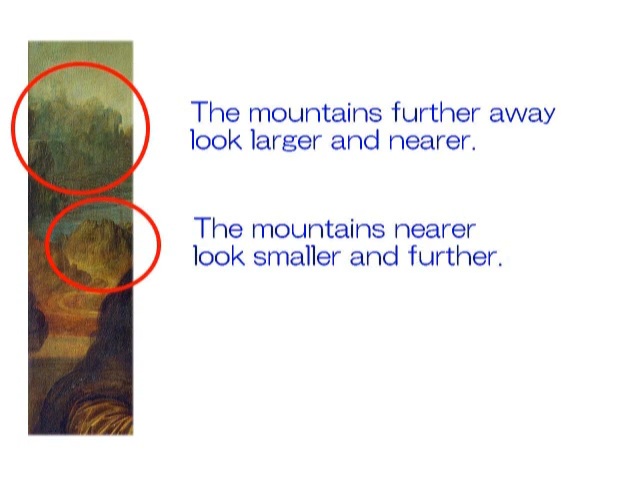 The mountains further away
look larger and nearer.
The mountains nearer
look smaller and further.